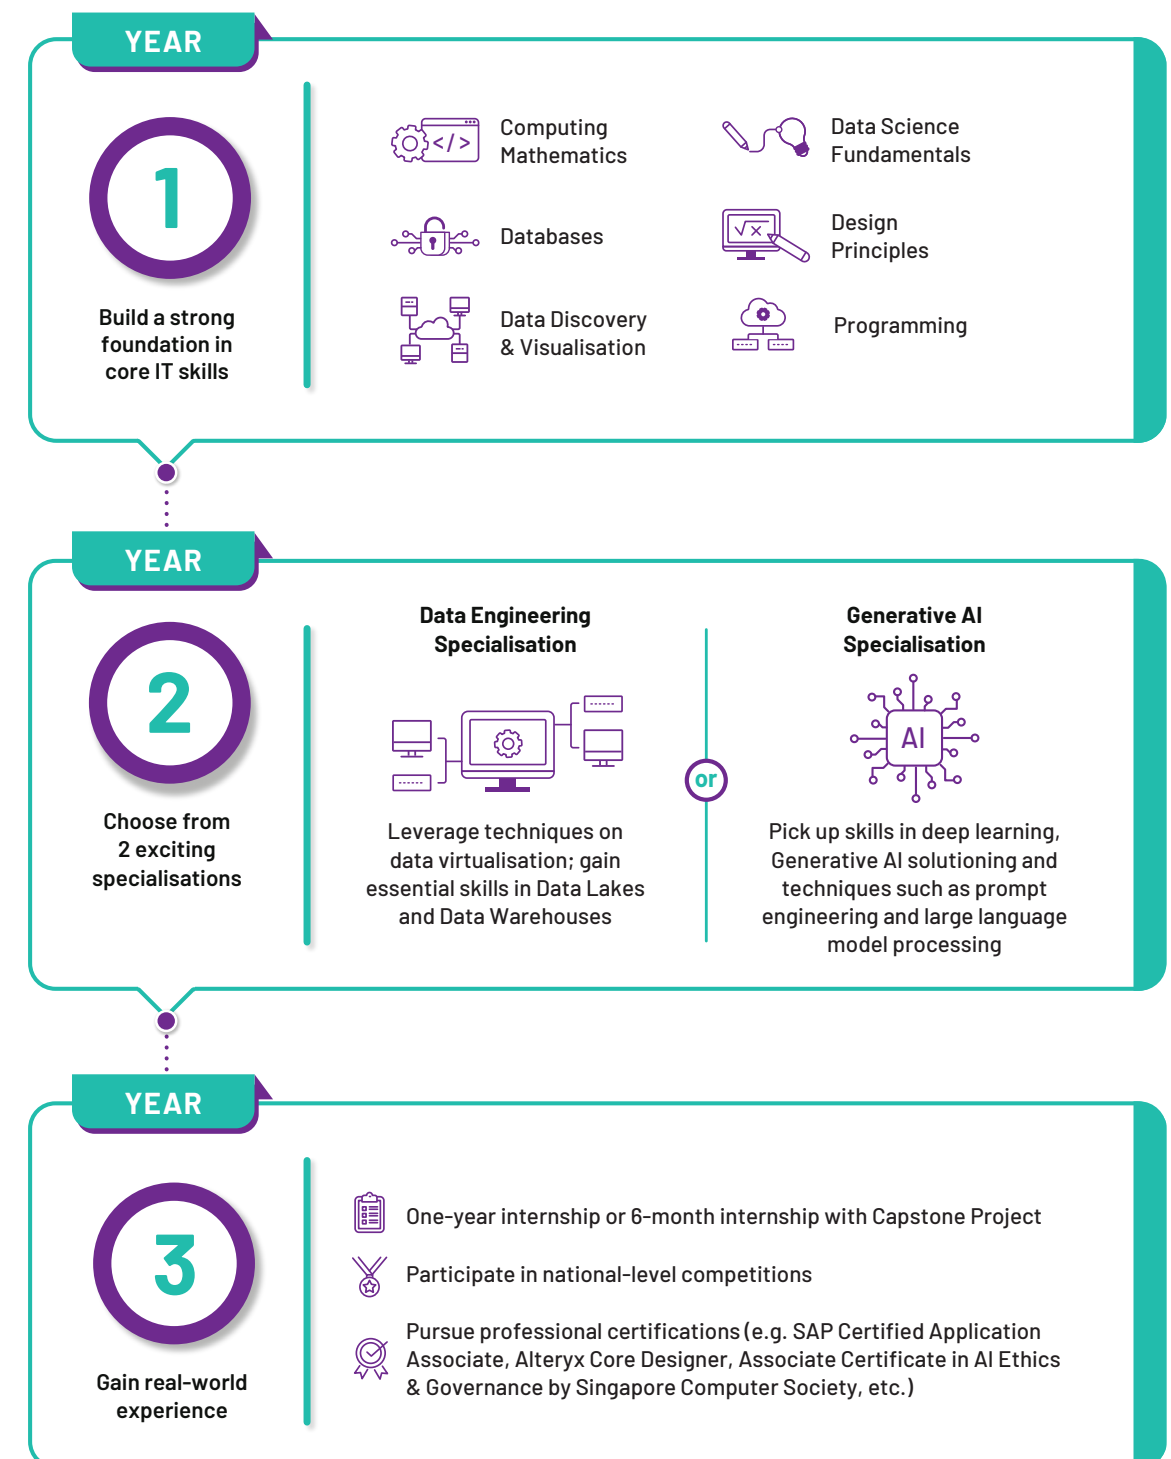 YEAR
1
Build a strong
foundation in
core IT skills
</>
Computing
Mathematics
Data Science
Fundamentals
Databases
√x
Design
Principles
Data Discovery
& Visualisation
Programming
YEAR
2
Choose from
2 exciting
specialisations
Data Engineering
Specialisation
Leverage techniques on
data virtualisation; gain
essential skills in Data Lakes
and Data Warehouses
or
Generative AI
Specialisation
AI
Pick up skills in deep learning,
Generative AI solutioning and
techniques such as prompt
engineering and large language
model processing
YEAR
3
Gain real-world
experience
One-year internship or 6-month internship with Capstone Project
Participate in national-level competitions
Pursue professional certifications (e.g. SAP Certified Application
Associate, Alteryx Core Designer, Associate Certificate in AI Ethics
& Governance by Singapore Computer Society, etc.)